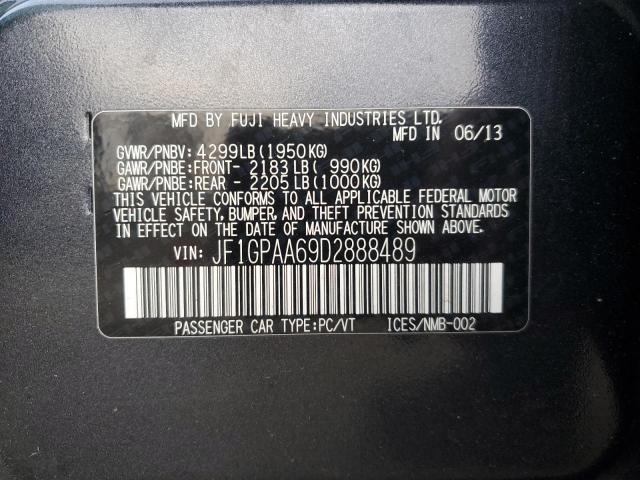 MFD BY FUJI HEAVY INDUSTRIES LTD.
MFD IN 06/13
GVWR/PNBV: 4299LB(1950KG)
GAWR/PNBE:FRONT- 2183LB( 990KG)
GAWR/PNBE:REAR - 2205LB(1000KG)
THIS VEHICLE CONFORMS TO ALL APPLICABLE FEDERAL MOTOR
VEHICLE SAFETY, BUMPER, AND THEFT PREVENTION STANDARDS
IN EFFECT ON THE DATE OF MANUFACTURE SHOWN ABOVE.
VIN: JF1GPAA69D2888489
PASSENGER CAR TYPE:PC/VT ICES/NMB-002